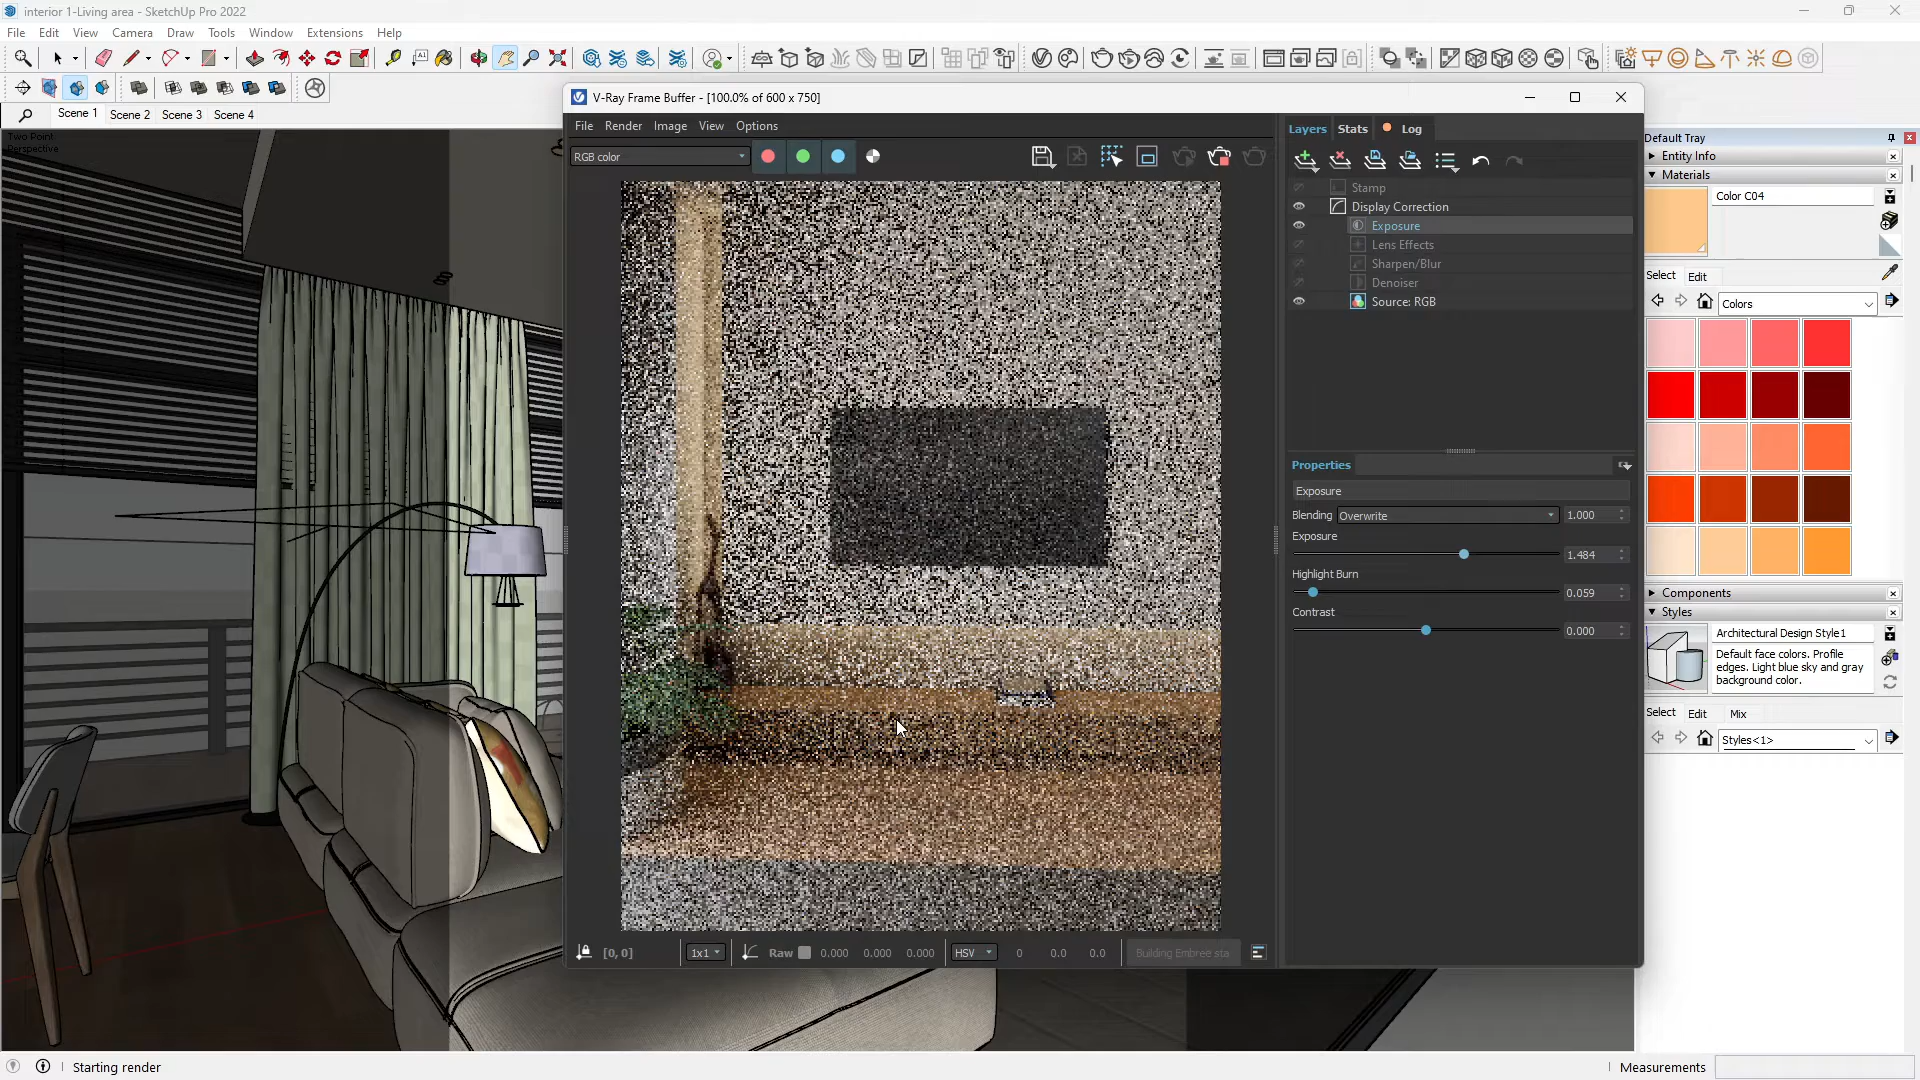 interior 1-Living area - SketchUp Pro 2022
File Edit View Camera Draw Tools Window Extensions Help
Scene 1 Scene 2 Scene 3 Scene 4
Two Point
Perspective
V-Ray Frame Buffer - [100.0% of 600 x 750]
File Render Image View Options
RGB color
Layers Stats Log
Stamp
Display Correction
Exposure
Lens Effects
Sharpen/Blur
Denoiser
Source: RGB
Properties
Exposure
Blending Overwrite 1.000
Exposure
1.484
Highlight Burn
0.059
Contrast
0.000
[0, 0] 1x1 Raw 0.000 0.000 0.000 HSV 0 0.0 0.0 Building Embree sta
Default Tray
Entity Info
Materials
Color C04
Select Edit
Colors
Components
Styles
Architectural Design Style1
Default face colors. Profile
edges. Light blue sky and gray
background color.
Select Edit Mix
Styles<1>
Starting render
Measurements